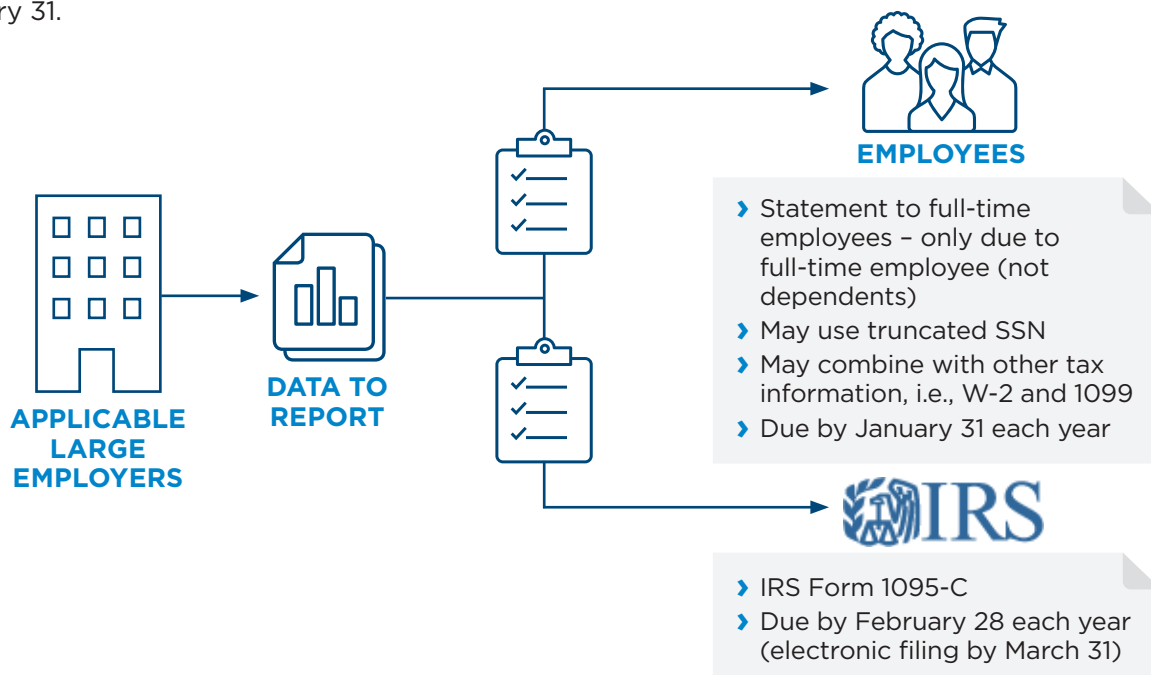 ry 31.
EMPLOYEES
› Statement to full-time
employees – only due to
full-time employee (not
dependents)
› May use truncated SSN
› May combine with other tax
information, i.e., W-2 and 1099
› Due by January 31 each year
APPLICABLE
LARGE
EMPLOYERS
DATA TO
REPORT
IRS
› IRS Form 1095-C
› Due by February 28 each year
(electronic filing by March 31)